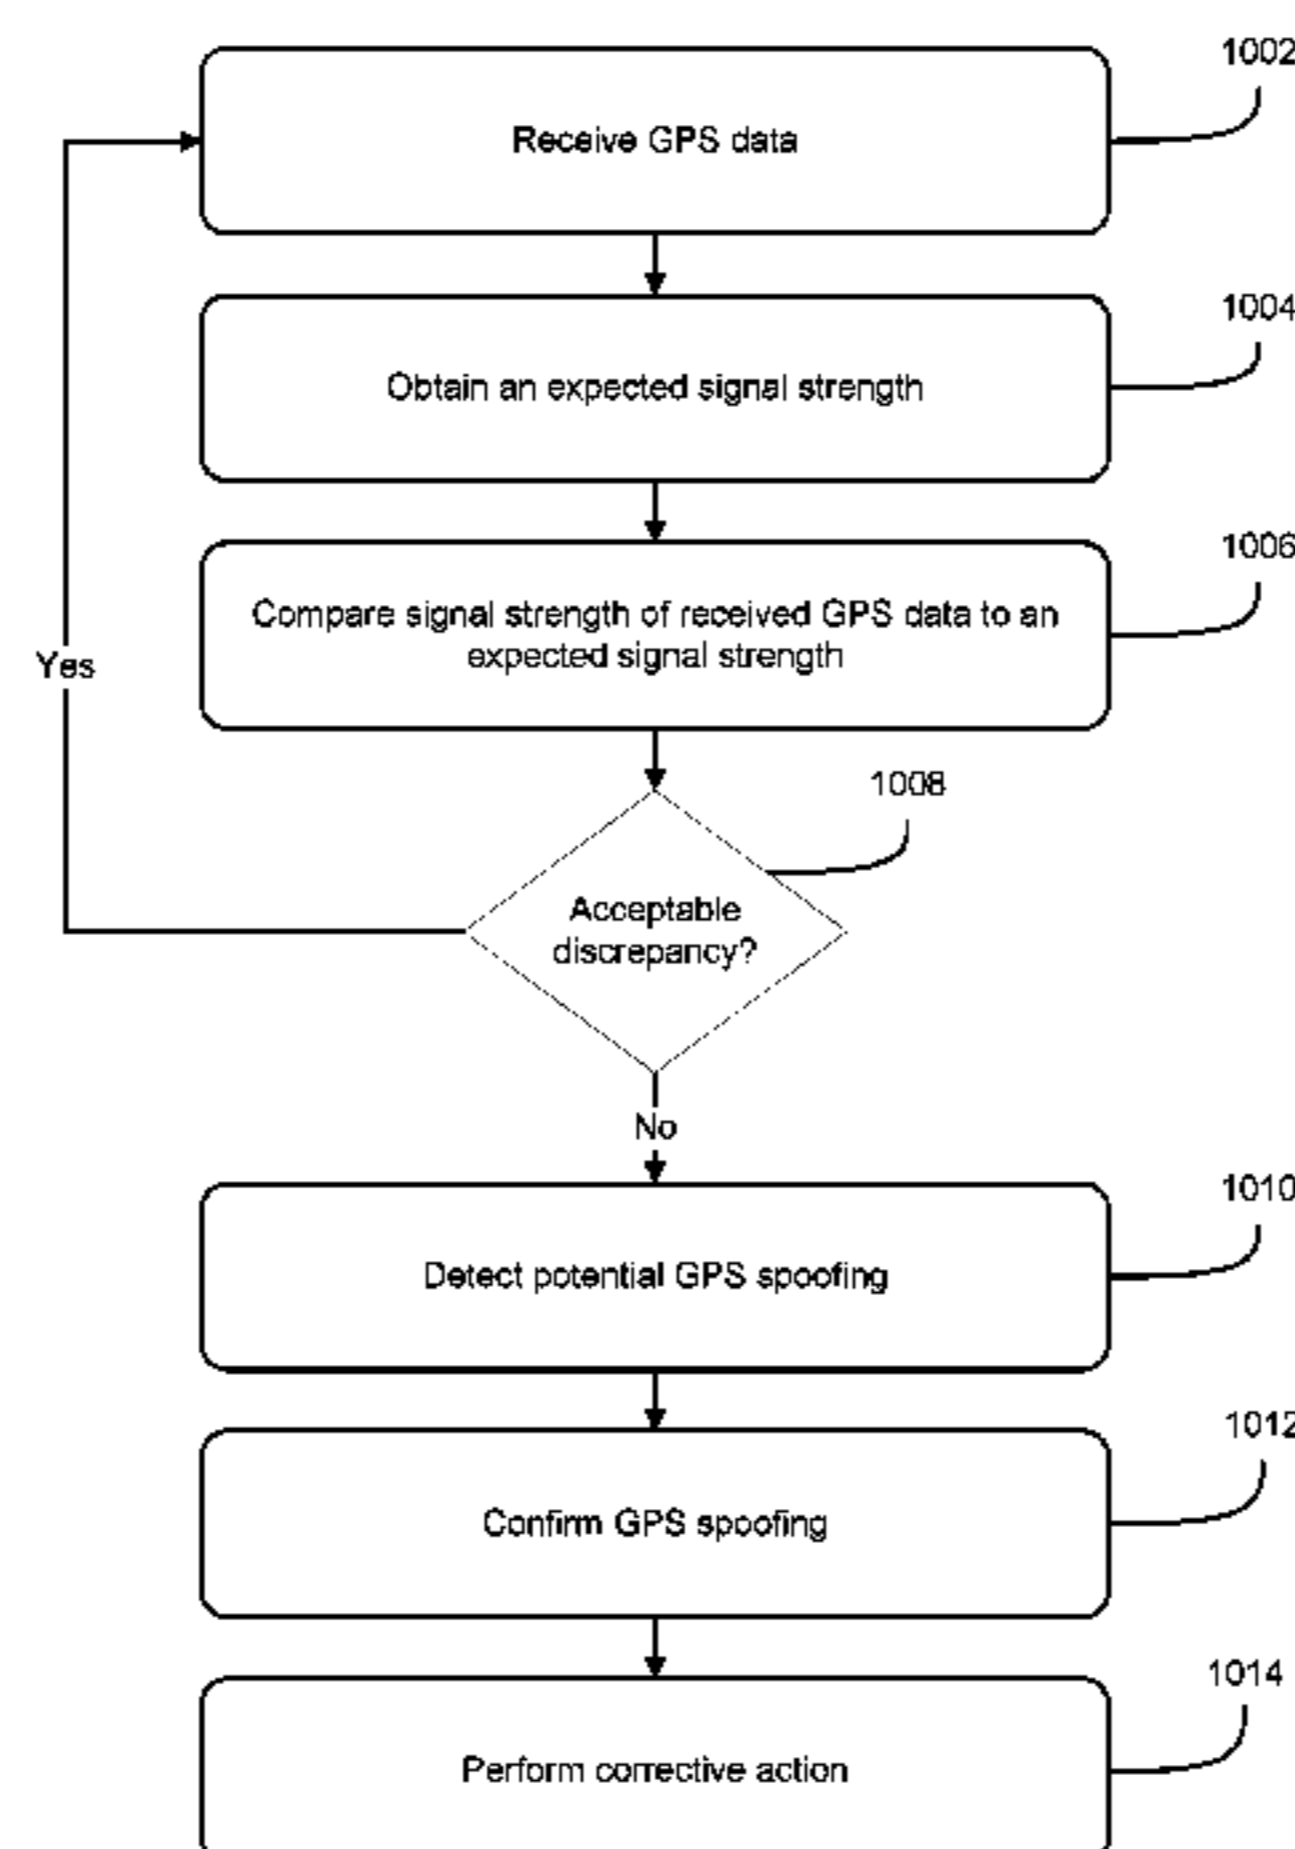 1002
Receive GPS data
1004
Obtain an expected signal strength
1006
Compare signal strength of received GPS data to an
expected signal strength
Yes
1008
Acceptable
discrepancy?
No
1010
Detect potential GPS spoofing
1012
Confirm GPS spoofing
1014
Perform corrective action